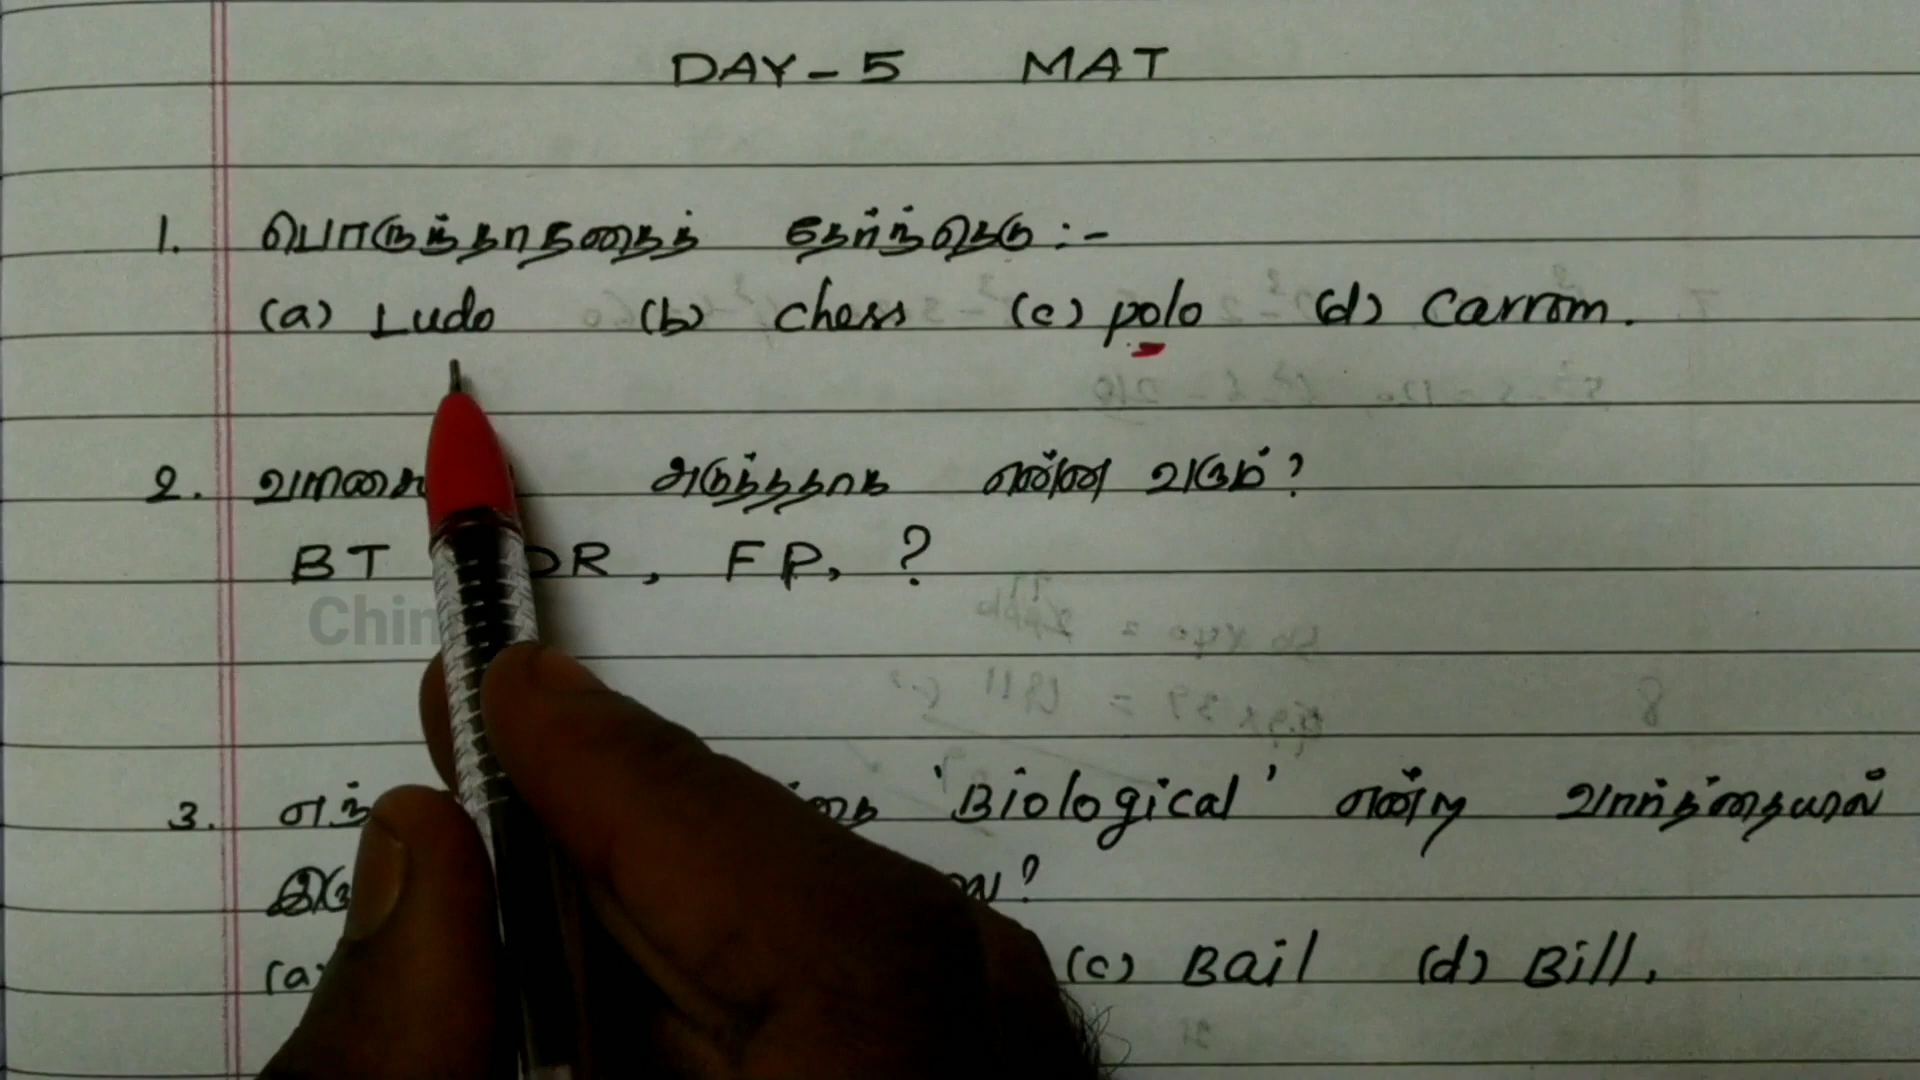 DAY - 5 MAT
1. பொருந்தாததைத் தேர்ந்தெடு :-
(a) Ludo (b) chess (c) polo (d) Carrom.
2. அடுத்ததாக என்ன வரும் ?
BT DR, FP, ?
3. 'Biological' என்ற வார்த்தையில்
(c) Bail (d) Bill.